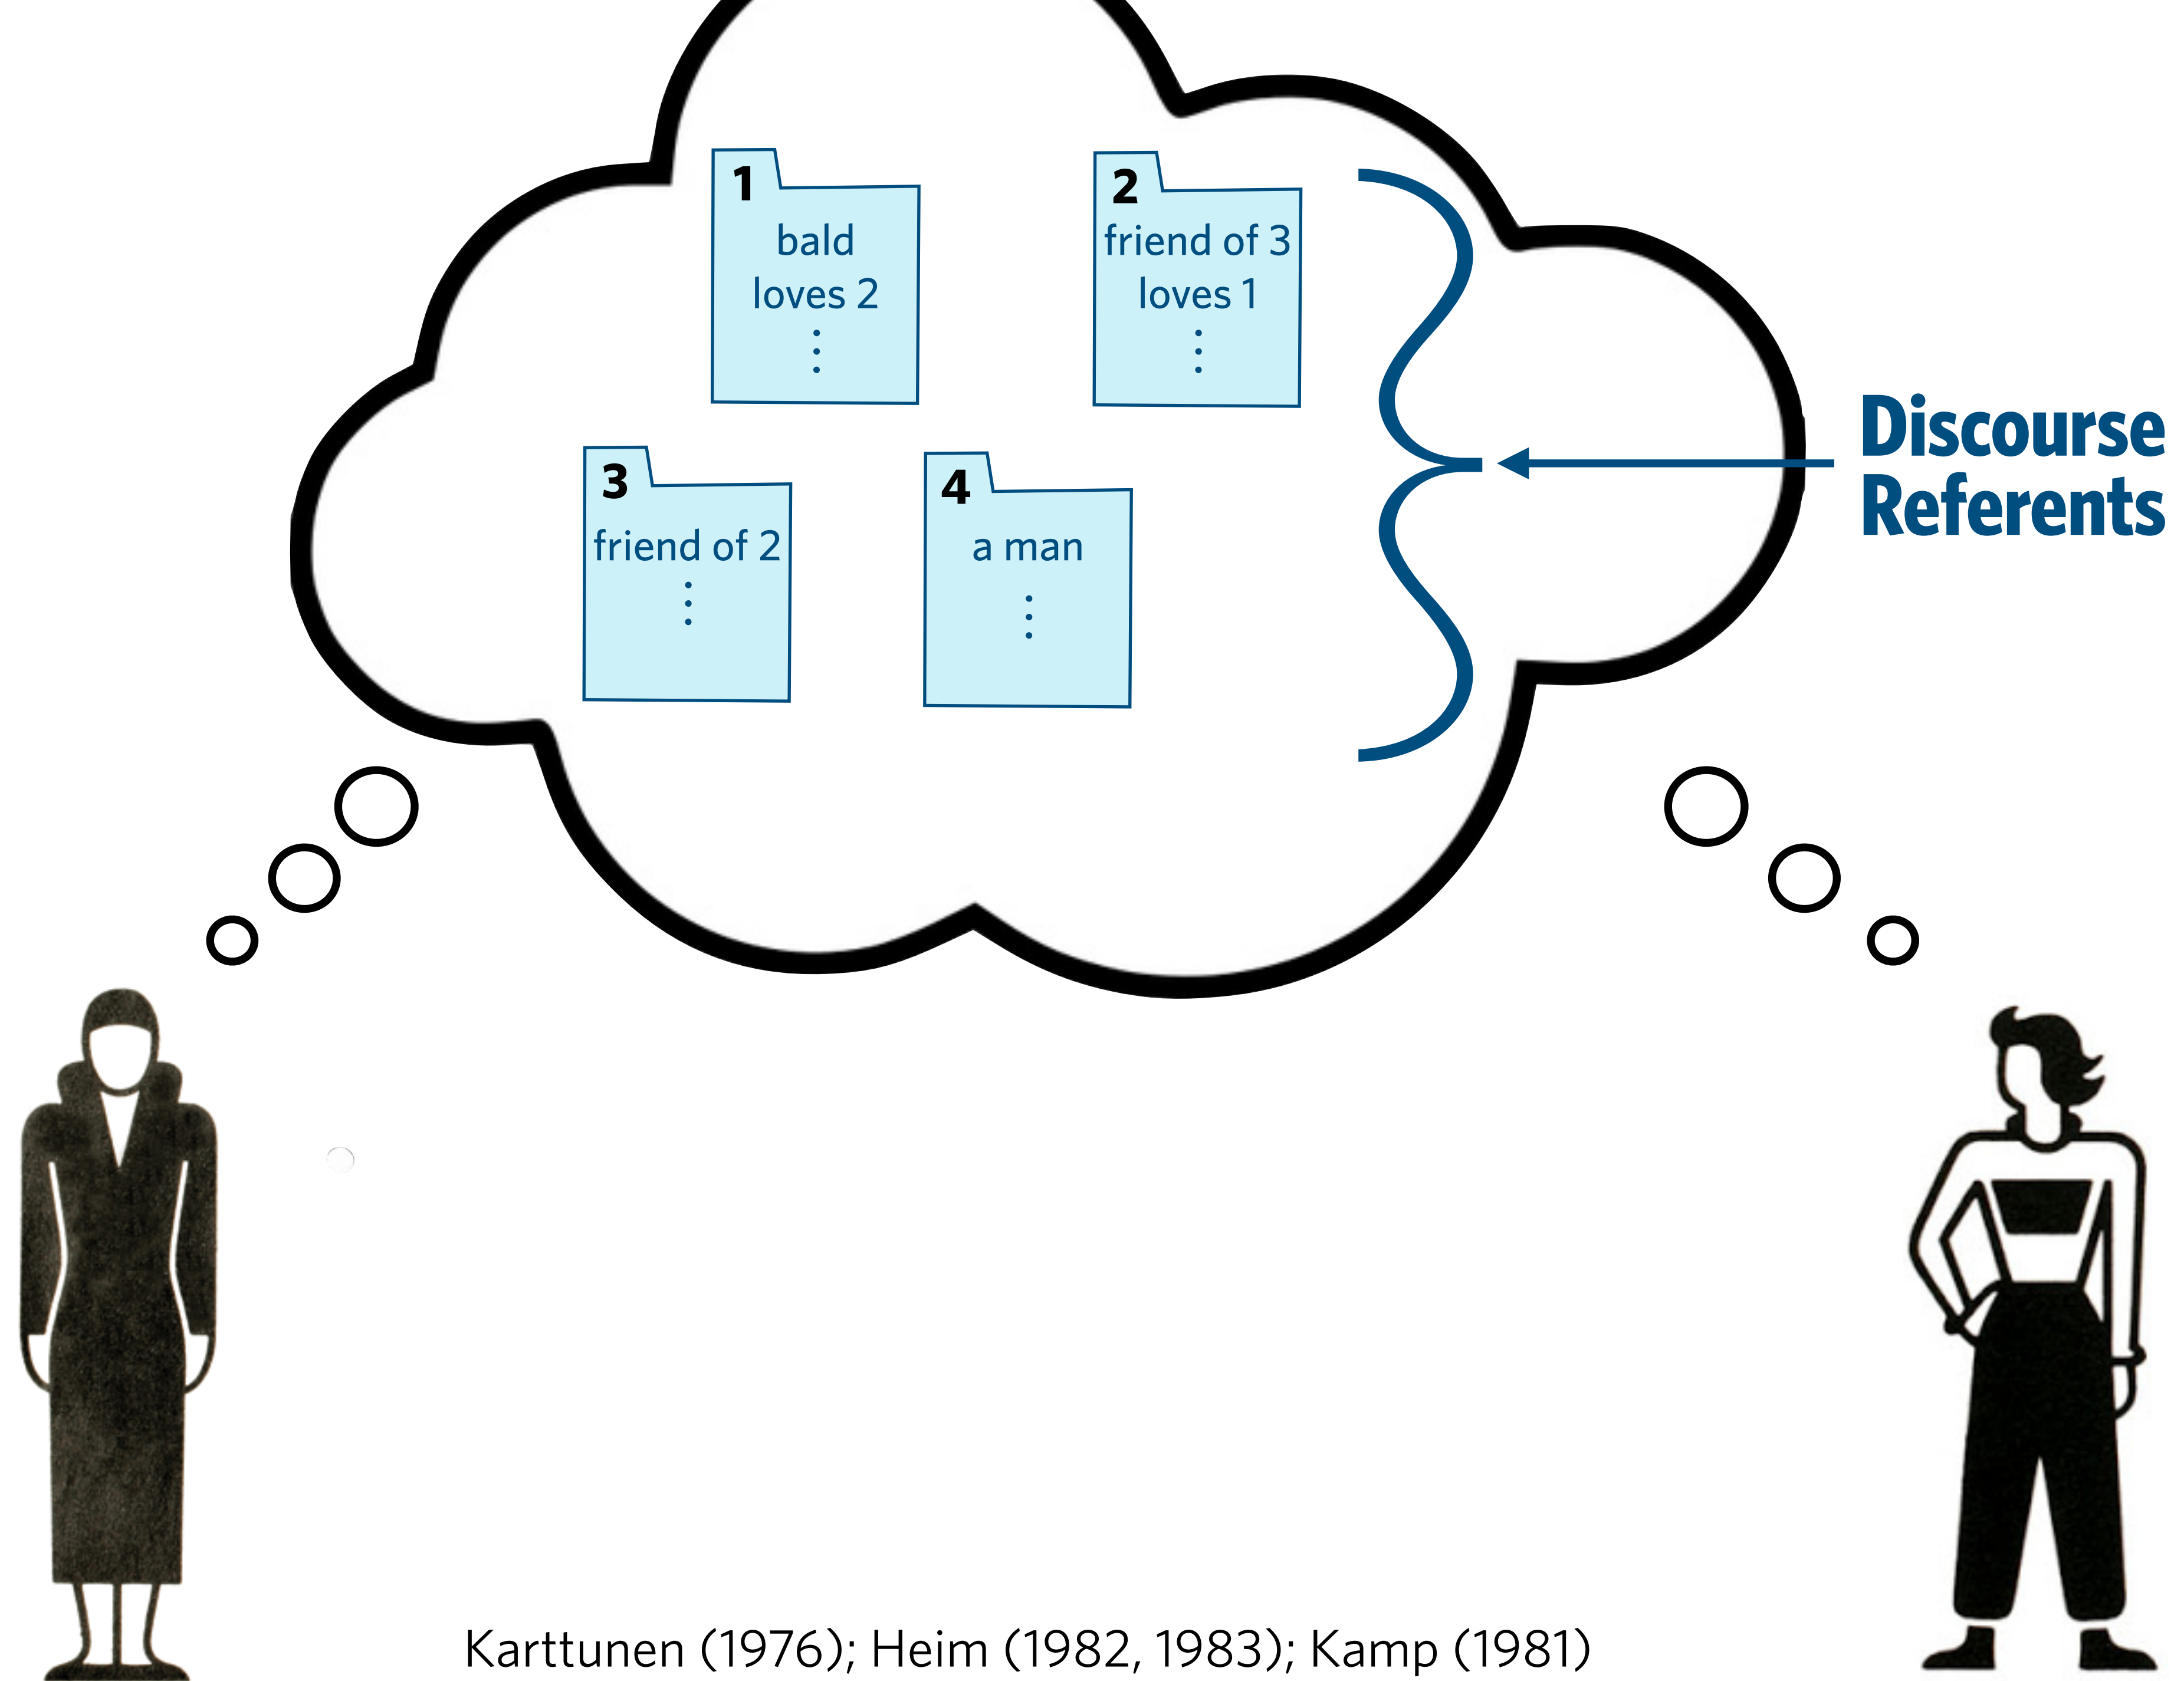 1
bald
loves 2
⋮
2
friend of 3
loves 1
⋮
3
friend of 2
⋮
4
a man
⋮
Discourse
Referents
Karttunen (1976); Heim (1982, 1983); Kamp (1981)